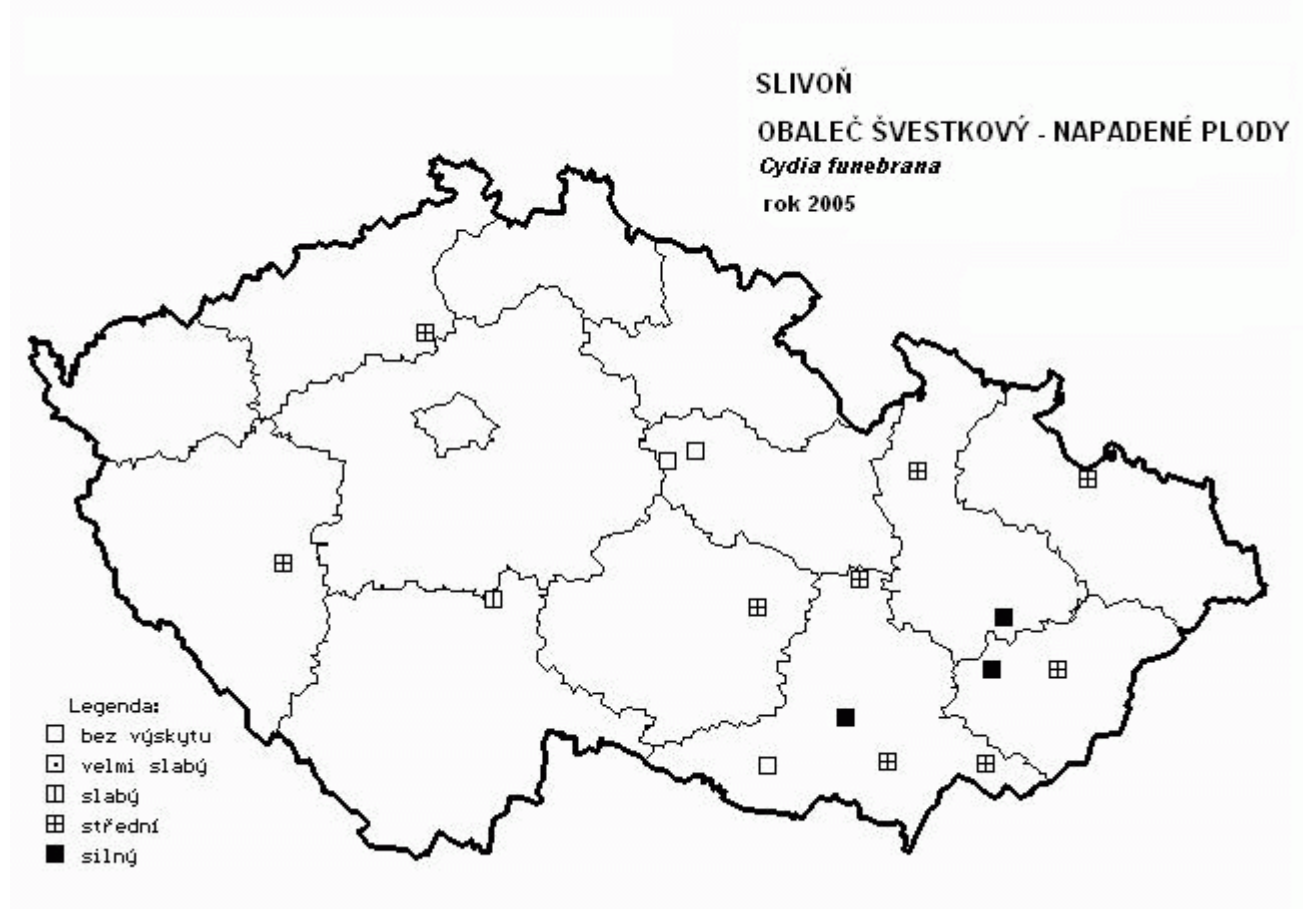 SLIVOŇ
OBALEČ ŠVESTKOVÝ - NAPADENÉ PLODY
Cydia funebrana
rok 2005
Legenda:
bez výskytu
velmi slabý
slabý
střední
silný